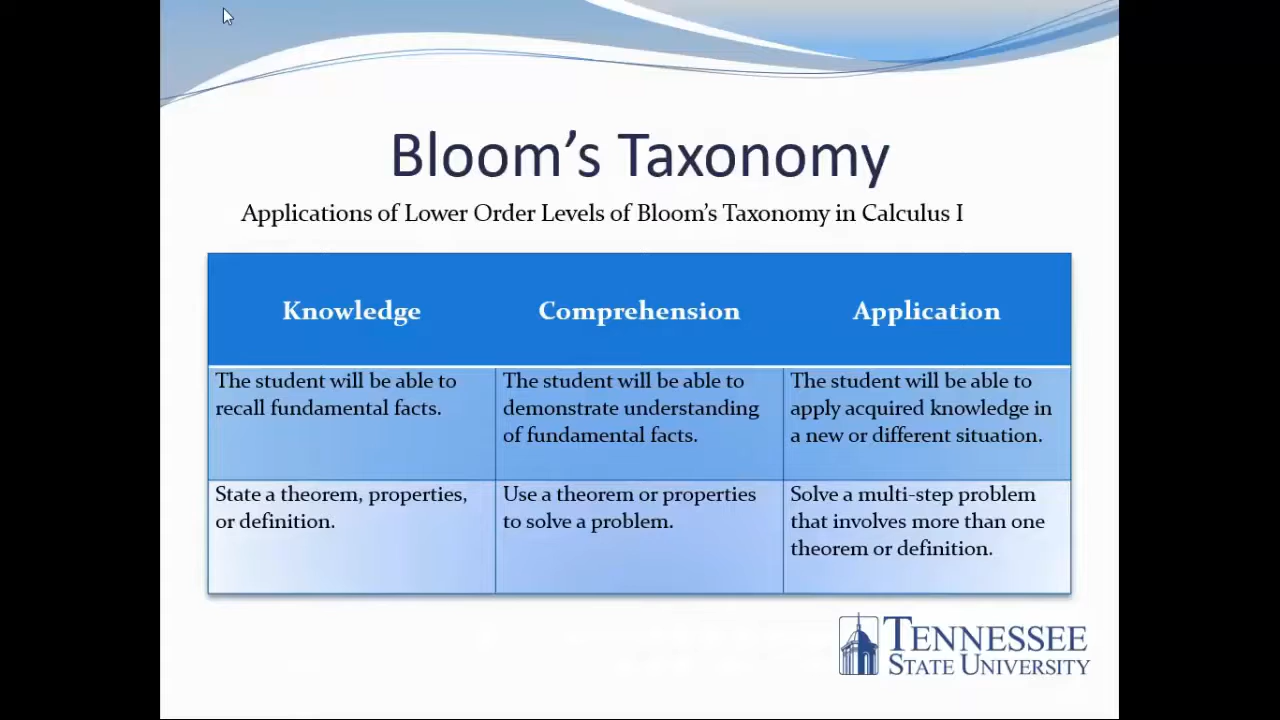 Bloom’s Taxonomy
Applications of Lower Order Levels of Bloom’s Taxonomy in Calculus I
Knowledge
Comprehension
Application
The student will be able to
recall fundamental facts.
The student will be able to
demonstrate understanding
of fundamental facts.
The student will be able to
apply acquired knowledge in
a new or different situation.
State a theorem, properties,
or definition.
Use a theorem or properties
to solve a problem.
Solve a multi-step problem
that involves more than one
theorem or definition.
TENNESSEE
STATE UNIVERSITY